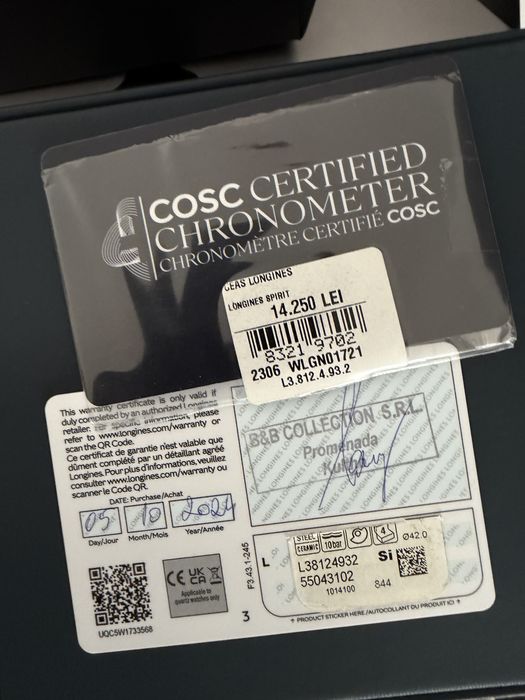 COSC CERTIFIED
CHRONOMETER
CHRONOMÈTRE CERTIFIÉ COSC
CEAS LONGINES
LONGINES SPIRIT
14.250 LEI
8321 9702
2306 WLGN01721
L3.812.4.93.2
This warranty certificate is only valid if
duly completed by an authorized Longines
retailer. For specific information, please
refer to www.longines.com/warranty or
scan the QR Code.
Ce certificat de garantie n'est valable que
dûment complété par un détaillant agréé
Longines. Pour plus d'informations, veuillez
consulter www.longines.com/warranty ou
scanner le Code QR.
DATE: Purchase/Achat
05 10 2024
Day/Jour Month/Mois Year/Année
B&B COLLECTION S.R.L.
Promenada
CE UK CA
Applicable to
quartz watches only
UQC5W1733568
F3.43.1-245
3
L
STEEL
CERAMIC
10 bar
4
Ø42.0
L38124932
Si
55043102
1014100
844
PRODUCT STICKER HERE / AUTOCOLLANT DU PRODUIT ICI